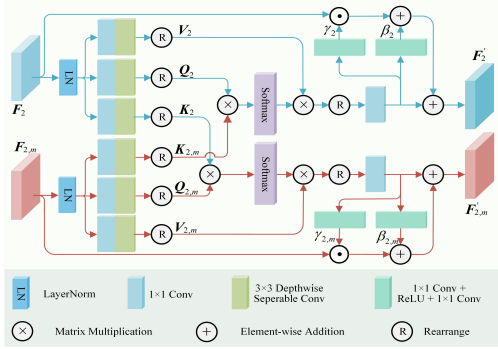 V₂
γ₂
β₂
F₂
LN
R
Q₂
Softmax
R
F₂′
R
K₂
R
F₂,ₘ
K₂,ₘ
R
Softmax
R
LN
Q₂,ₘ
R
F′₂,ₘ
V₂,ₘ
R
γ₂,ₘ
β₂,ₘ
LN
LayerNorm
1×1 Conv
3×3 Depthwise
Seperable Conv
1×1 Conv +
ReLU + 1×1 Conv
Matrix Multiplication
Element-wise Addition
R
Rearrange